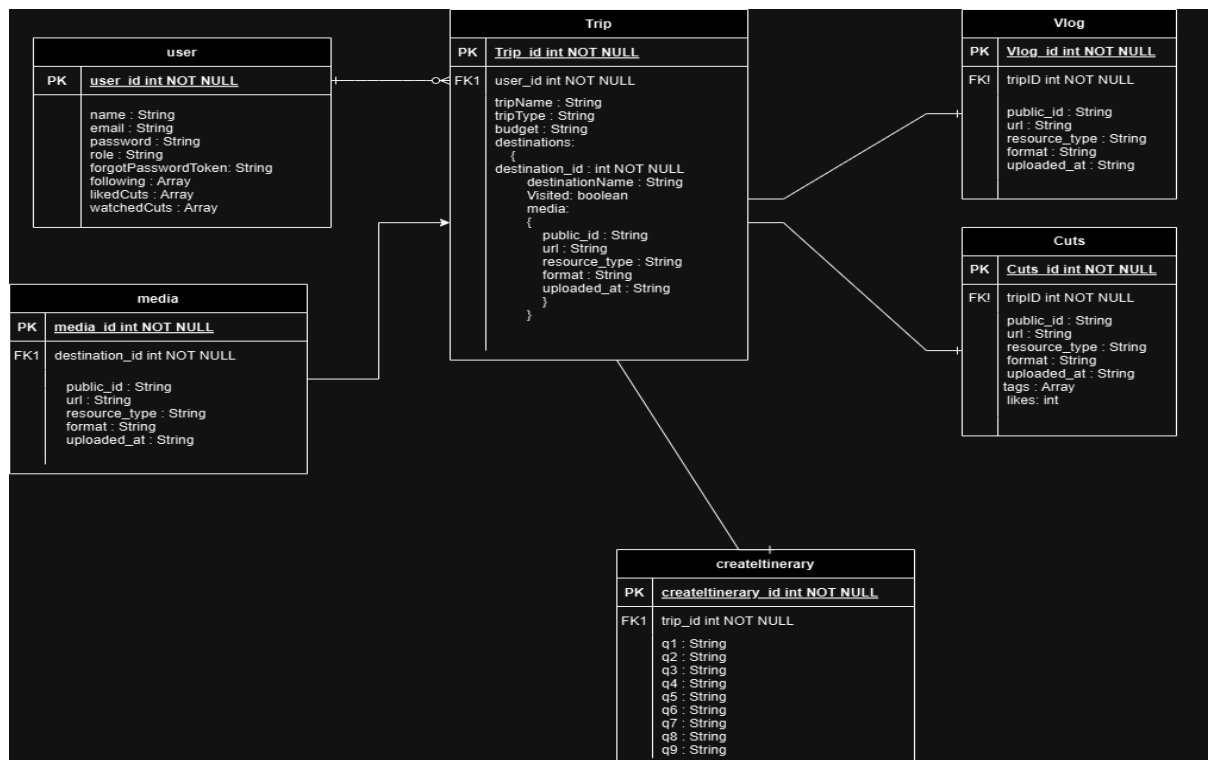 user
PK user_id int NOT NULL
name : String
email : String
password : String
role : String
forgotPasswordToken: String
following : Array
likedCuts : Array
watchedCuts : Array
Trip
PK Trip_id int NOT NULL
FK1 user_id int NOT NULL
tripName : String
tripType : String
budget : String
destinations:
{
destination_id : int NOT NULL
destinationName : String
Visited: boolean
media:
{
public_id : String
url : String
resource_type : String
format : String
uploaded_at : String
}
}
Vlog
PK Vlog_id int NOT NULL
FK! tripID int NOT NULL
public_id : String
url : String
resource_type : String
format : String
uploaded_at : String
media
PK media_id int NOT NULL
FK1 destination_id int NOT NULL
public_id : String
url : String
resource_type : String
format : String
uploaded_at : String
Cuts
PK Cuts_id int NOT NULL
FK! tripID int NOT NULL
public_id : String
url : String
resource_type : String
format : String
uploaded_at : String
tags : Array
likes: int
createItinerary
PK createItinerary_id int NOT NULL
FK1 trip_id int NOT NULL
q1 : String
q2 : String
q3 : String
q4 : String
q5 : String
q6 : String
q7 : String
q8 : String
q9 : String